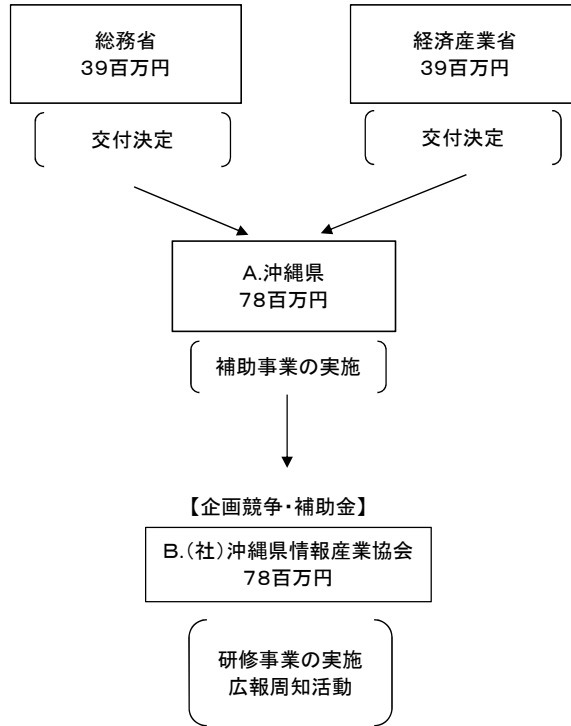 総務省
39百万円
経済産業省
39百万円
交付決定
交付決定
A.沖縄県
78百万円
補助事業の実施
【企画競争・補助金】
B.(社)沖縄県情報産業協会
78百万円
研修事業の実施
広報周知活動